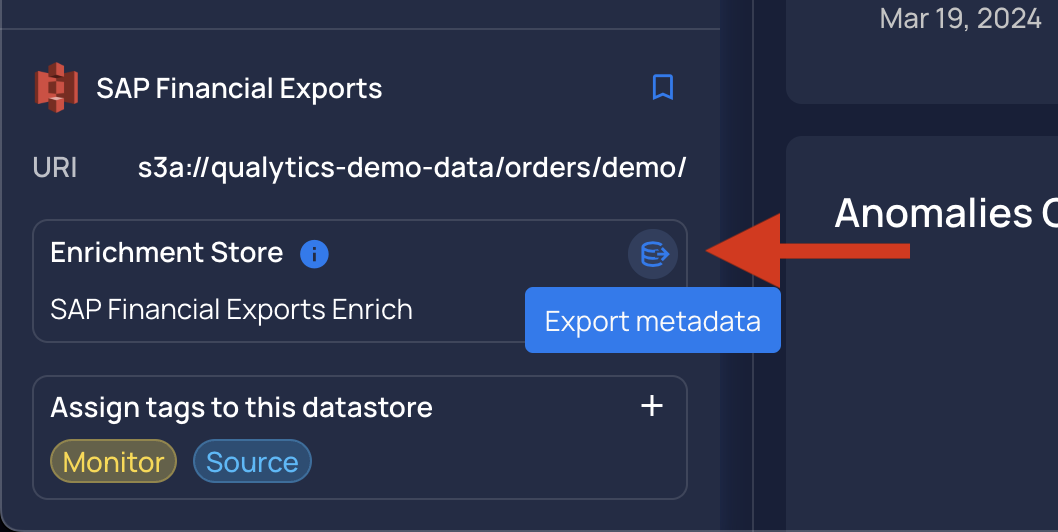 Mar 19, 2024
SAP Financial Exports
URI s3a://qualytics-demo-data/orders/demo/
Anomalies
Enrichment Store
SAP Financial Exports Enrich
Export metadata
Assign tags to this datastore
Monitor Source